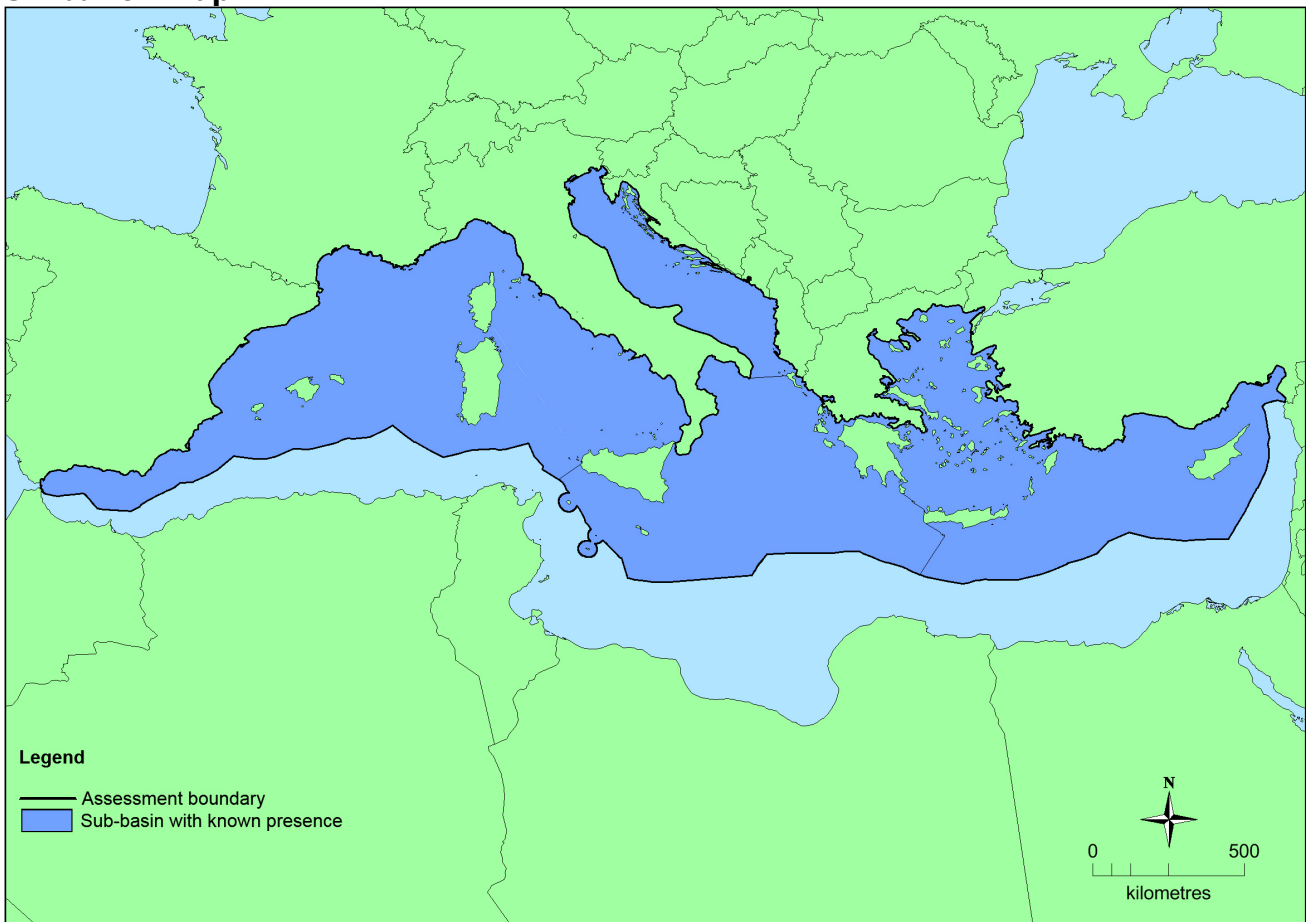 Legend
Assessment boundary
Sub-basin with known presence
N
0 500
kilometres